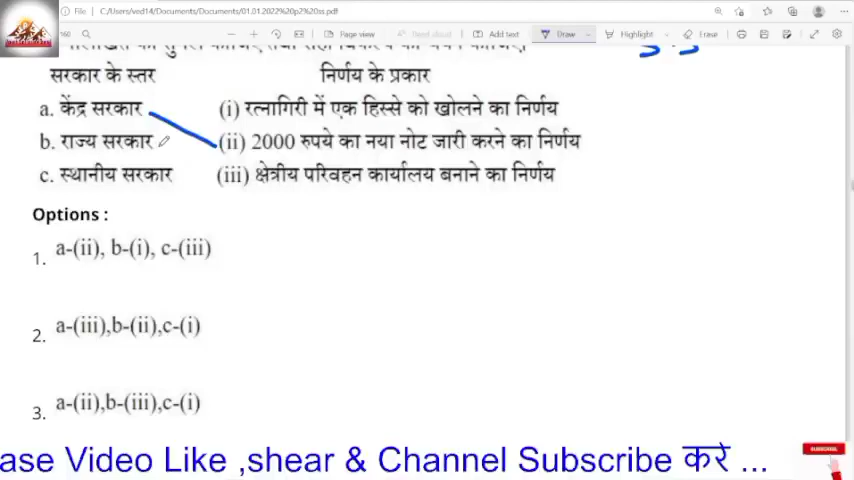 File | C:/Users/ved14/Documents/Documents/01.01.2022%20p2%20ss.pdf
160 Page view Read aloud Add text Draw Highlight Erase
सरकार के स्तर निर्णय के प्रकार
a. केंद्र सरकार (i) रत्नागिरी में एक हिस्से को खोलने का निर्णय
b. राज्य सरकार (ii) 2000 रुपये का नया नोट जारी करने का निर्णय
c. स्थानीय सरकार (iii) क्षेत्रीय परिवहन कार्यालय बनाने का निर्णय
Options :
1. a-(ii), b-(i), c-(iii)
2. a-(iii),b-(ii),c-(i)
3. a-(ii),b-(iii),c-(i)
SUBSCRIBE
ase Video Like ,shear & Channel Subscribe करे ...